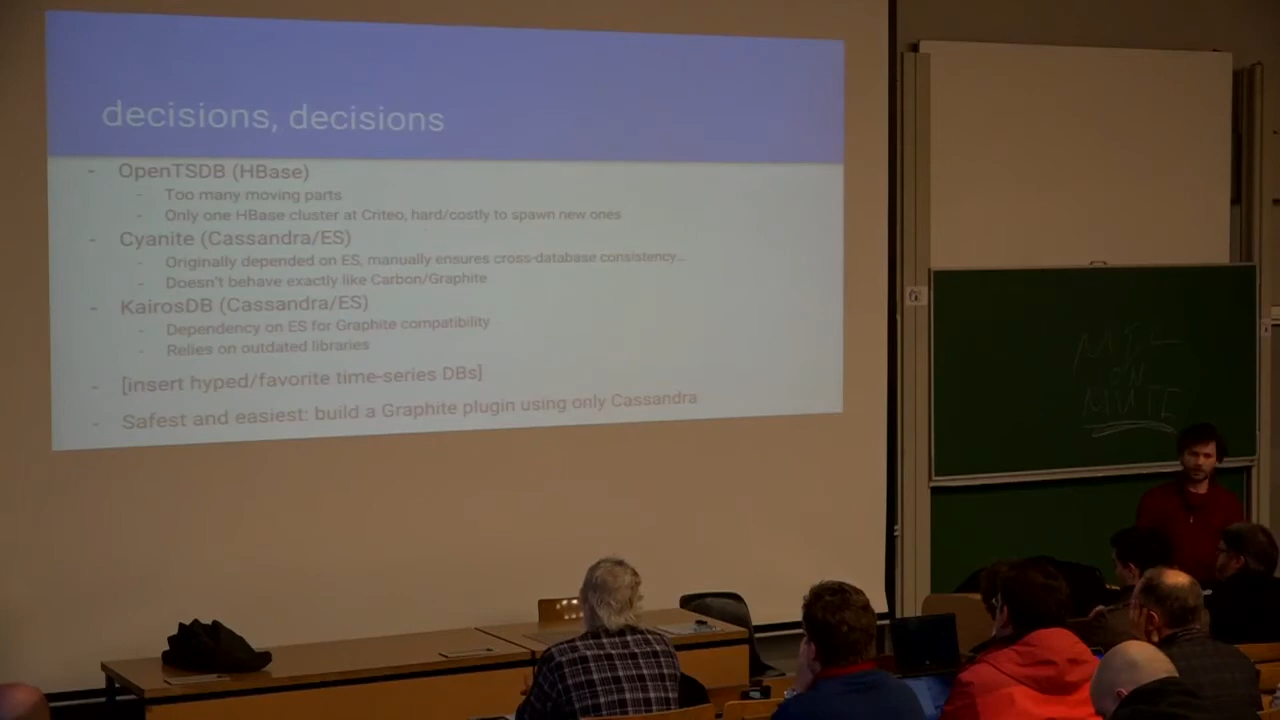 decisions, decisions
- OpenTSDB (HBase)
- Too many moving parts
- Only one HBase cluster at Criteo, hard/costly to spawn new ones
- Cyanite (Cassandra/ES)
- Originally depended on ES, manually ensures cross-database consistency...
- Doesn't behave exactly like Carbon/Graphite
- KairosDB (Cassandra/ES)
- Dependency on ES for Graphite compatibility
- Relies on outdated libraries
- [insert hyped/favorite time-series DBs]
- Safest and easiest: build a Graphite plugin using only Cassandra
MIC
ON
MUTE